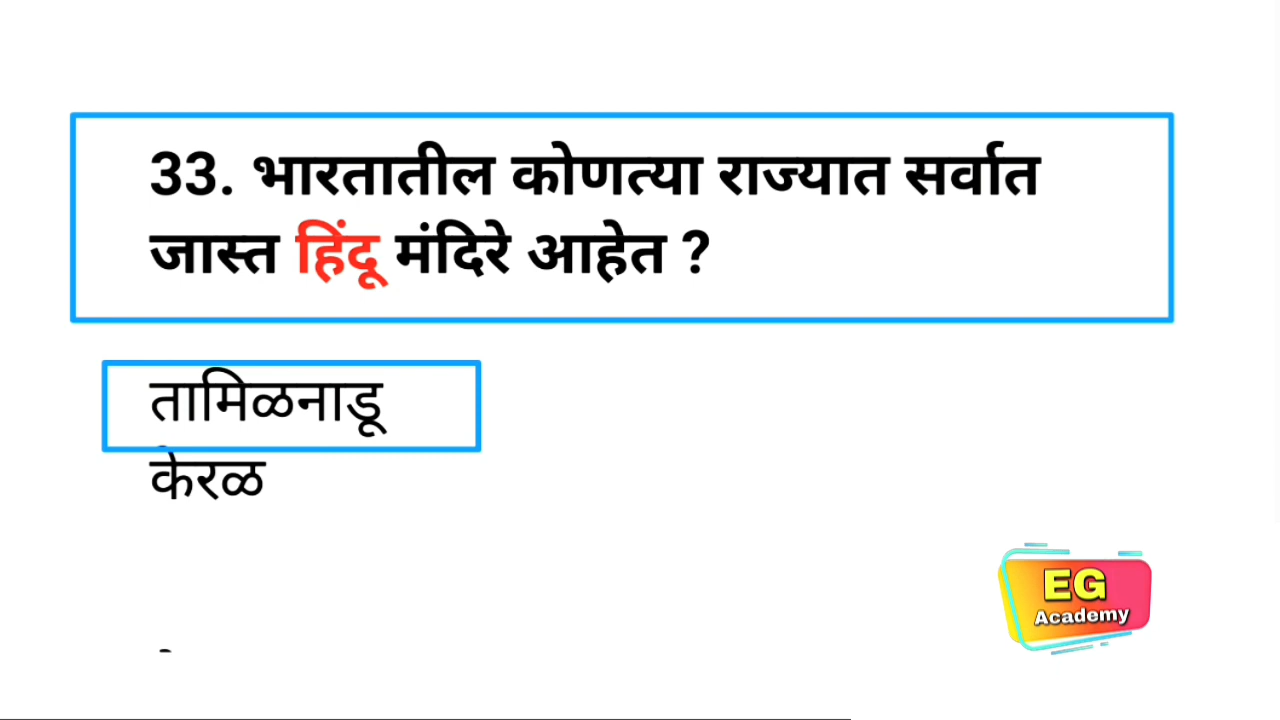 33. भारतातील कोणत्या राज्यात सर्वात
जास्त हिंदू मंदिरे आहेत ?
तामिळनाडू
केरळ
EG
Academy